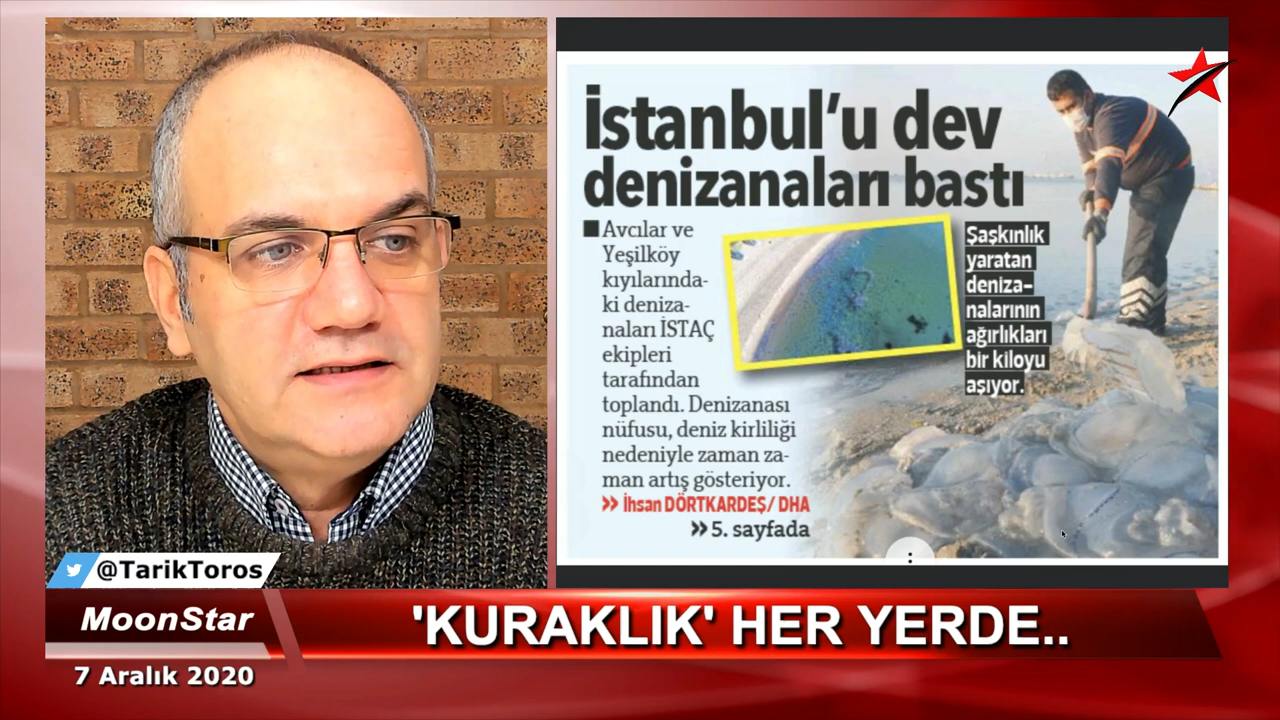 İstanbul'u dev
denizanaları bastı
■ Avcılar ve
Yeşilköy
kıyılarında-
ki deniza-
naları İSTAÇ
ekipleri
tarafından
toplandı. Denizanası
nüfusu, deniz kirliliği
nedeniyle zaman za-
man artış gösteriyor.
›› İhsan DÖRTKARDEŞ/ DHA
›› 5. sayfada
Şaşkınlık
yaratan
deniza-
nalarının
ağırlıkları
bir kiloyu
aşıyor.
@TarikToros
MoonStar
'KURAKLIK' HER YERDE..
7 Aralık 2020